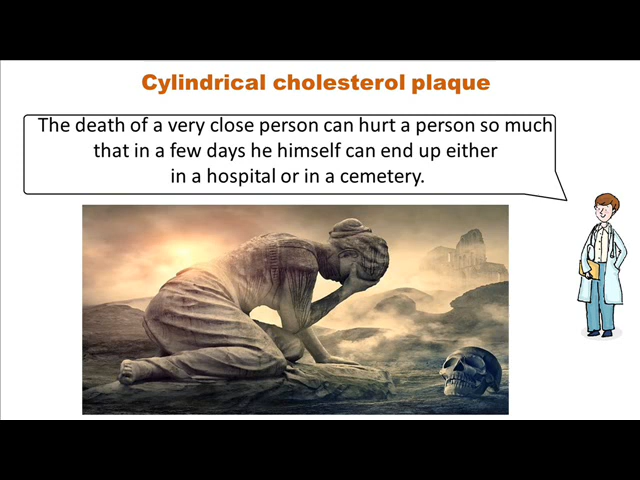 Cylindrical cholesterol plaque
The death of a very close person can hurt a person so much
that in a few days he himself can end up either
in a hospital or in a cemetery.